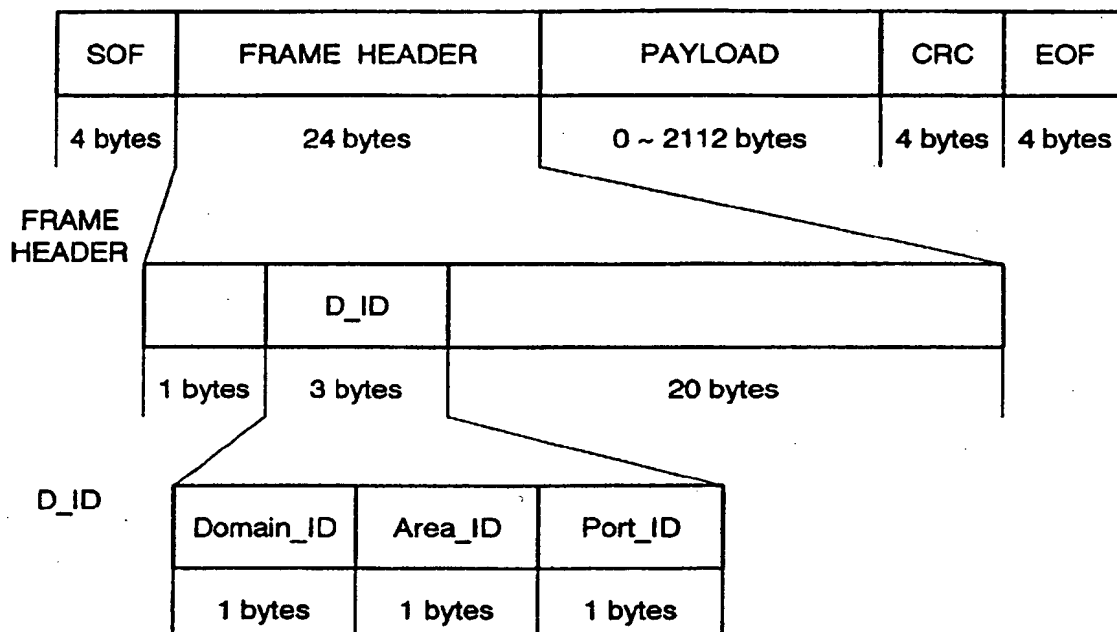 SOF FRAME HEADER PAYLOAD CRC EOF
4 bytes 24 bytes 0 ~ 2112 bytes 4 bytes 4 bytes
FRAME
HEADER
D_ID
1 bytes 3 bytes 20 bytes
D_ID
Domain_ID Area_ID Port_ID
1 bytes 1 bytes 1 bytes